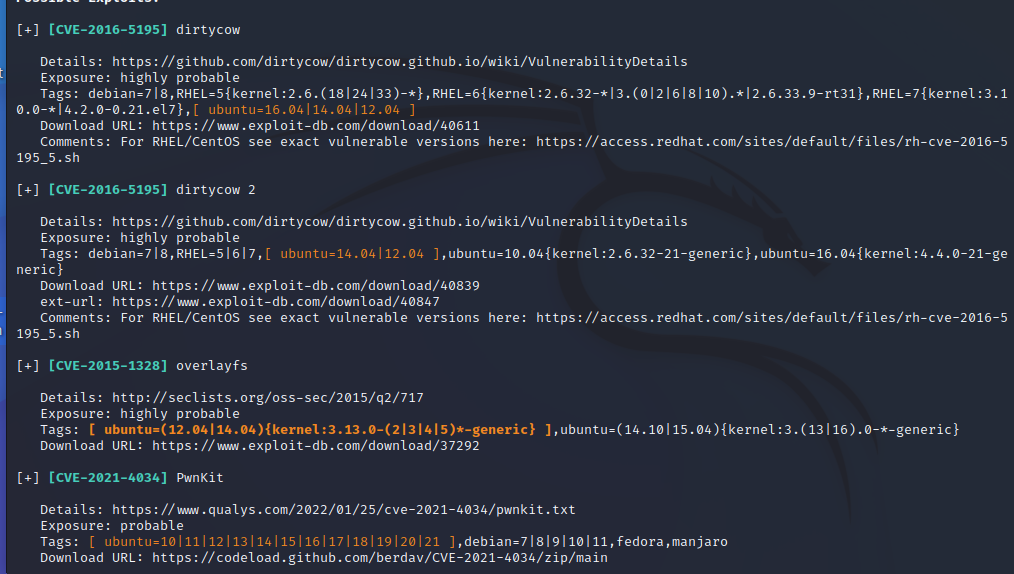 [+] [CVE-2016-5195] dirtycow
Details: https://github.com/dirtycow/dirtycow.github.io/wiki/VulnerabilityDetails
Exposure: highly probable
Tags: debian=7|8,RHEL=5{kernel:2.6.(18|24|33)-*},RHEL=6{kernel:2.6.32-*|3.(0|2|6|8|10).*|2.6.33.9-rt31},RHEL=7{kernel:3.1
0.0-*|4.2.0-0.21.el7},[ ubuntu=16.04|14.04|12.04 ]
Download URL: https://www.exploit-db.com/download/40611
Comments: For RHEL/CentOS see exact vulnerable versions here: https://access.redhat.com/sites/default/files/rh-cve-2016-5
195_5.sh
[+] [CVE-2016-5195] dirtycow 2
Details: https://github.com/dirtycow/dirtycow.github.io/wiki/VulnerabilityDetails
Exposure: highly probable
Tags: debian=7|8,RHEL=5|6|7,[ ubuntu=14.04|12.04 ],ubuntu=10.04{kernel:2.6.32-21-generic},ubuntu=16.04{kernel:4.4.0-21-ge
neric}
Download URL: https://www.exploit-db.com/download/40839
ext-url: https://www.exploit-db.com/download/40847
Comments: For RHEL/CentOS see exact vulnerable versions here: https://access.redhat.com/sites/default/files/rh-cve-2016-5
195_5.sh
[+] [CVE-2015-1328] overlayfs
Details: http://seclists.org/oss-sec/2015/q2/717
Exposure: highly probable
Tags: [ ubuntu=(12.04|14.04){kernel:3.13.0-(2|3|4|5)*-generic} ],ubuntu=(14.10|15.04){kernel:3.(13|16).0-*-generic}
Download URL: https://www.exploit-db.com/download/37292
[+] [CVE-2021-4034] PwnKit
Details: https://www.qualys.com/2022/01/25/cve-2021-4034/pwnkit.txt
Exposure: probable
Tags: [ ubuntu=10|11|12|13|14|15|16|17|18|19|20|21 ],debian=7|8|9|10|11,fedora,manjaro
Download URL: https://codeload.github.com/berdav/CVE-2021-4034/zip/main